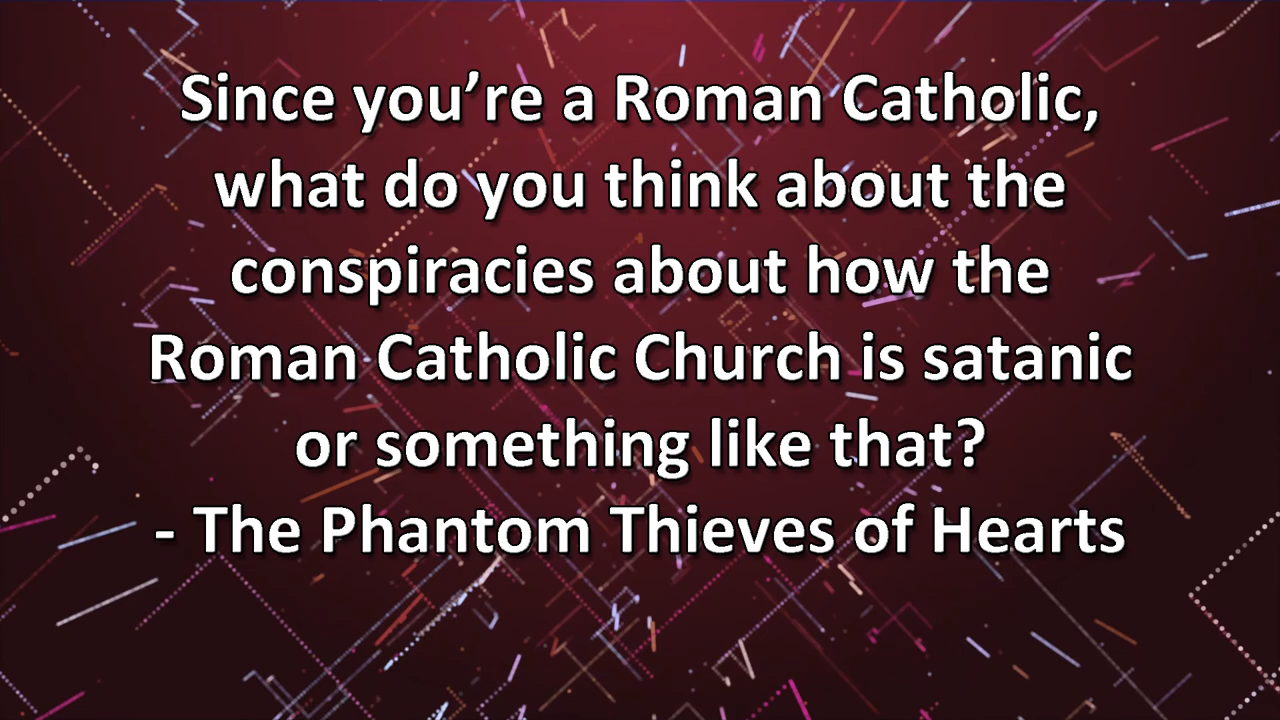 Since you’re a Roman Catholic,
what do you think about the
conspiracies about how the
Roman Catholic Church is satanic
or something like that?
- The Phantom Thieves of Hearts